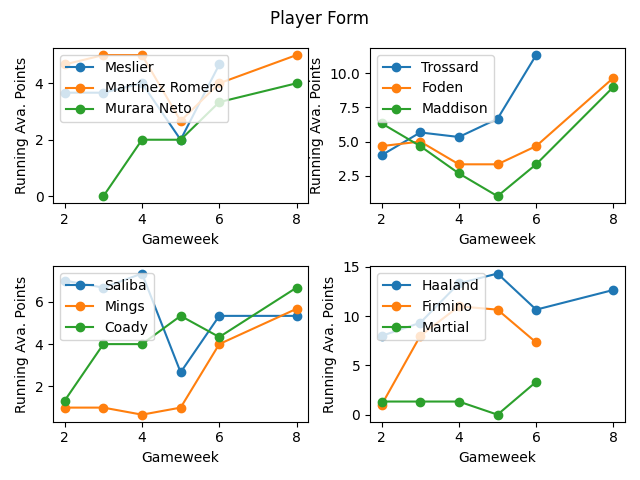 Player Form
Running Ava. Points
4
2
0
Meslier
Martínez Romero
Murara Neto
2 4 6 8
Gameweek
Running Ava. Points
10.0
7.5
5.0
2.5
Trossard
Foden
Maddison
2 4 6 8
Gameweek
Running Ava. Points
6
4
2
Saliba
Mings
Coady
2 4 6 8
Gameweek
Running Ava. Points
15
10
5
0
Haaland
Firmino
Martial
2 4 6 8
Gameweek